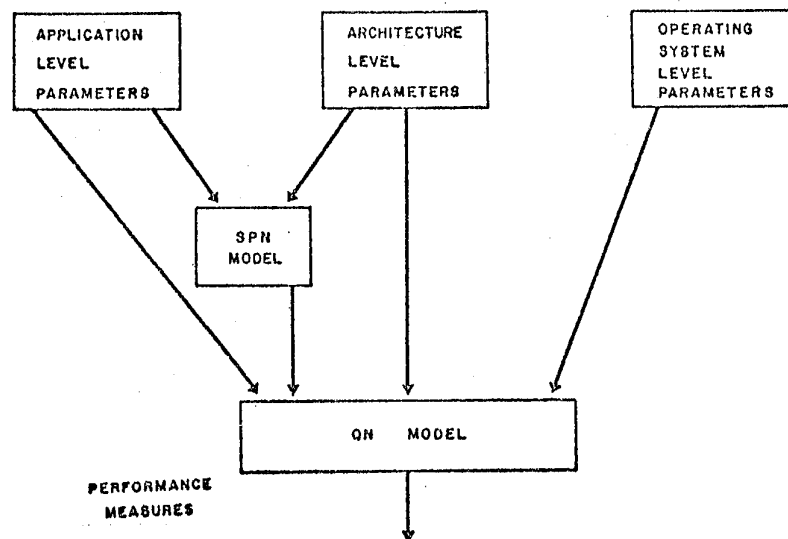 APPLICATION
LEVEL
PARAMETERS
ARCHITECTURE
LEVEL
PARAMETERS
OPERATING
SYSTEM
LEVEL
PARAMETERS
SPN
MODEL
QN MODEL
PERFORMANCE
MEASURES